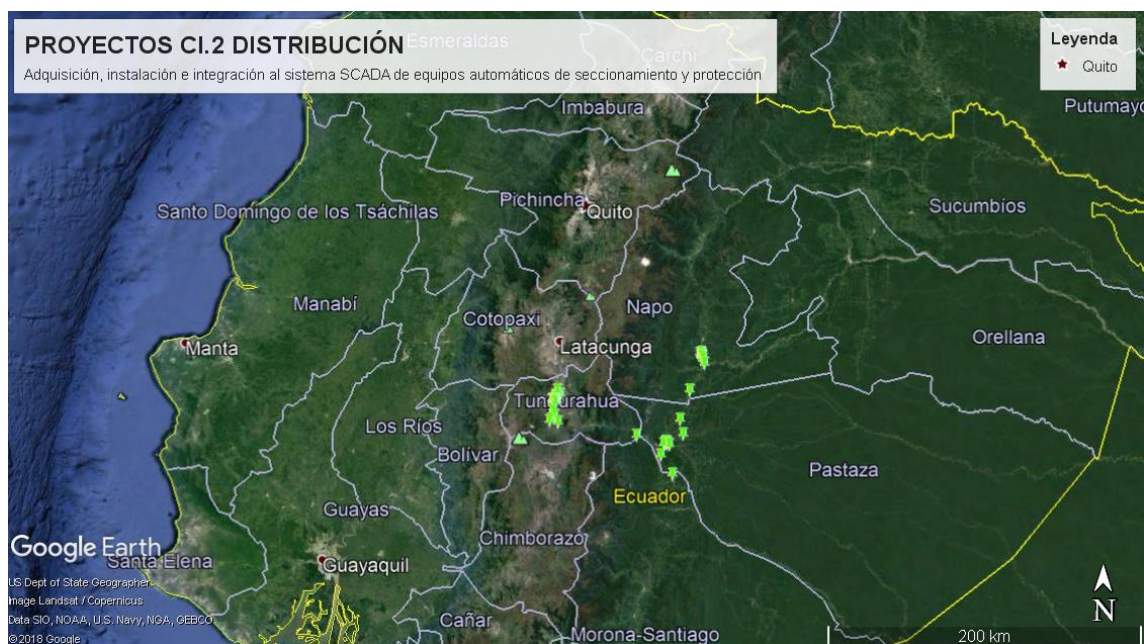 PROYECTOS CI.2 DISTRIBUCIÓN
Adquisición, instalación e integración al sistema SCADA de equipos automáticos de seccionamiento y protección
Leyenda
Quito
Esmeraldas
Carchi
Imbabura
Putumayo
Pichincha
Quito
Santo Domingo de los Tsáchilas
Sucumbios
Manabí
Napo
Cotopaxi
Orellana
Manta
Latacunga
Tungurahua
Los Ríos
Bolívar
Pastaza
Ecuador
Guayas
Chimborazo
Google Earth
Santa Elena
Guayaquil
US Dept of State Geographer
Image Landsat / Copernicus
Data SIO, NOAA, U.S. Navy, NGA, GEBCO
©2018 Google
Cañar
Morona-Santiago
N
200 km